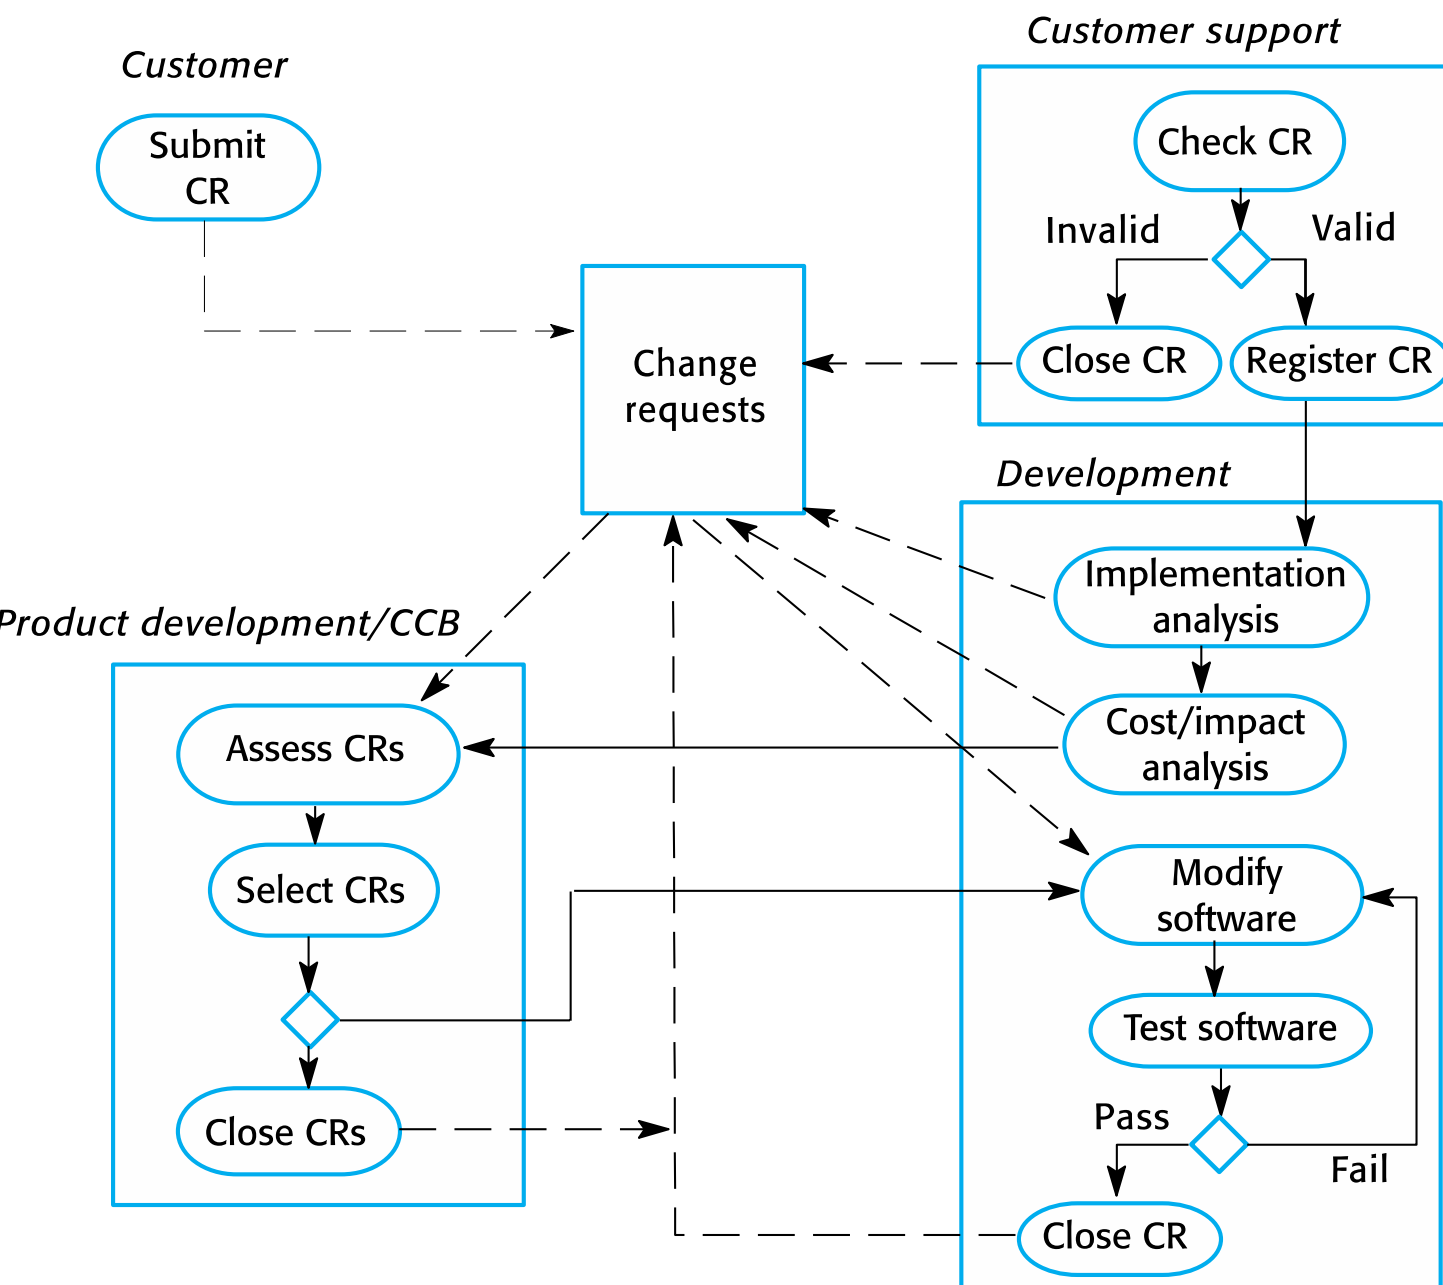 Customer
Submit
CR
Customer support
Check CR
Invalid
Valid
Close CR
Register CR
Change
requests
Development
Implementation
analysis
Cost/impact
analysis
Modify
software
Test software
Pass
Fail
Close CR
Product development/CCB
Assess CRs
Select CRs
Close CRs